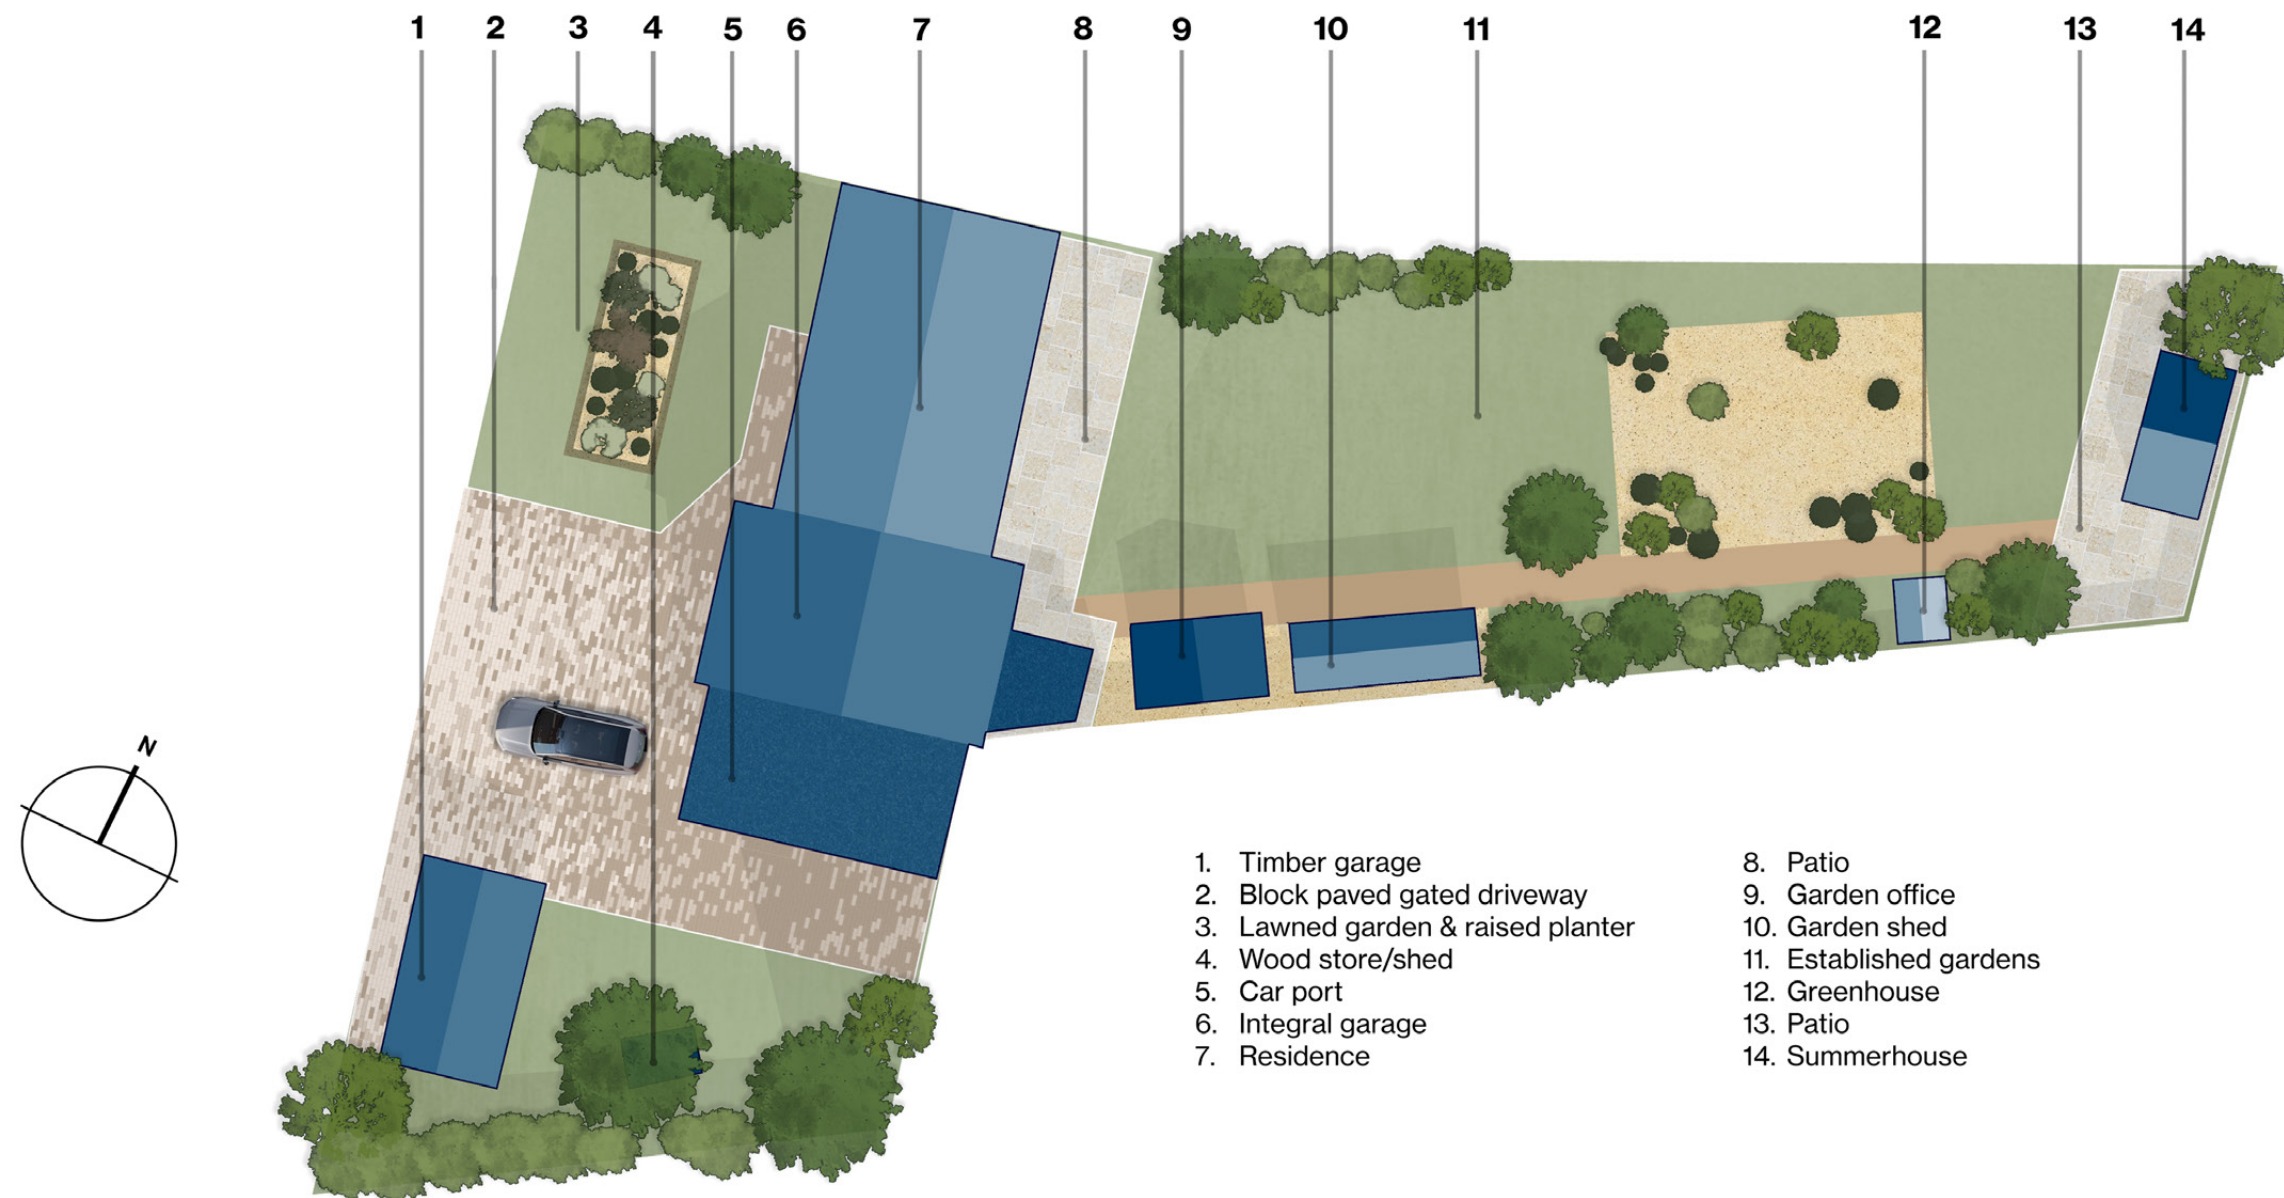 1 2 3 4 5 6 7 8 9 10 11 12 13 14
N
1. Timber garage
2. Block paved gated driveway
3. Lawned garden & raised planter
4. Wood store/shed
5. Car port
6. Integral garage
7. Residence
8. Patio
9. Garden office
10. Garden shed
11. Established gardens
12. Greenhouse
13. Patio
14. Summerhouse